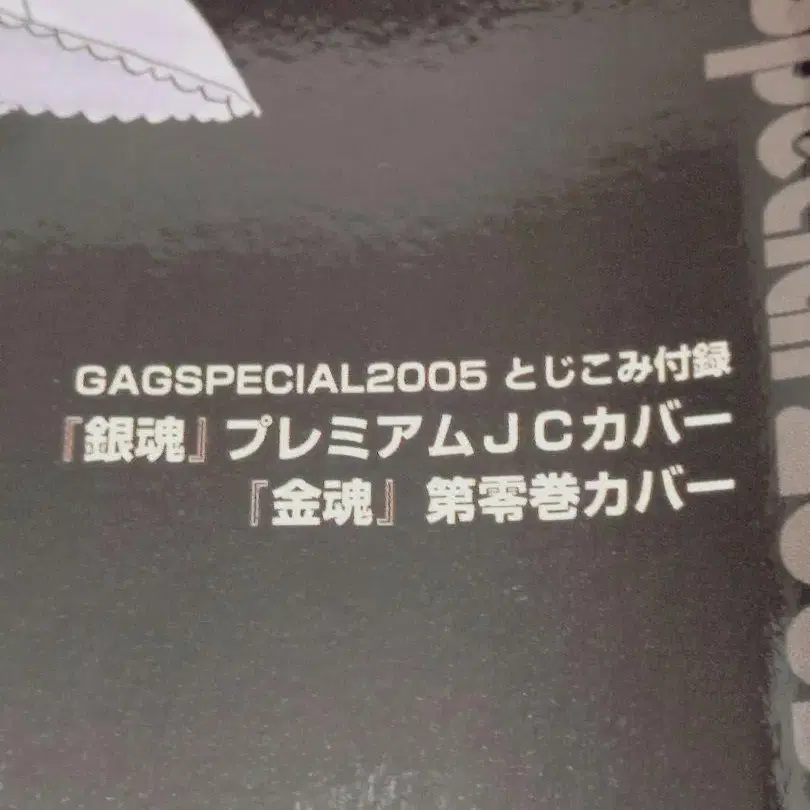 GAGSPECIAL2005 とじこみ付録
『銀魂』プレミアムJCカバー
『金魂』第零巻カバー